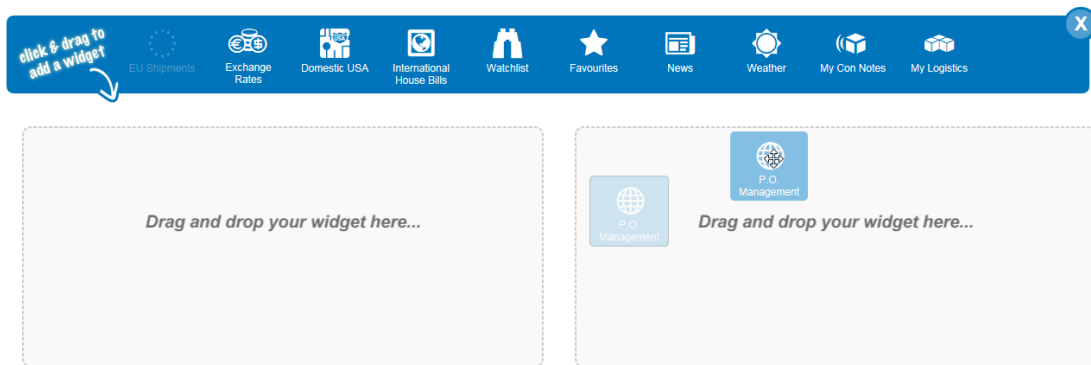 X
click & drag to
add a widget
EU Shipments
Exchange
Rates
Domestic USA
International
House Bills
Watchlist
Favourites
News
Weather
My Con Notes
My Logistics
Drag and drop your widget here...
P.O.
Management
P.O.
Management
Drag and drop your widget here...